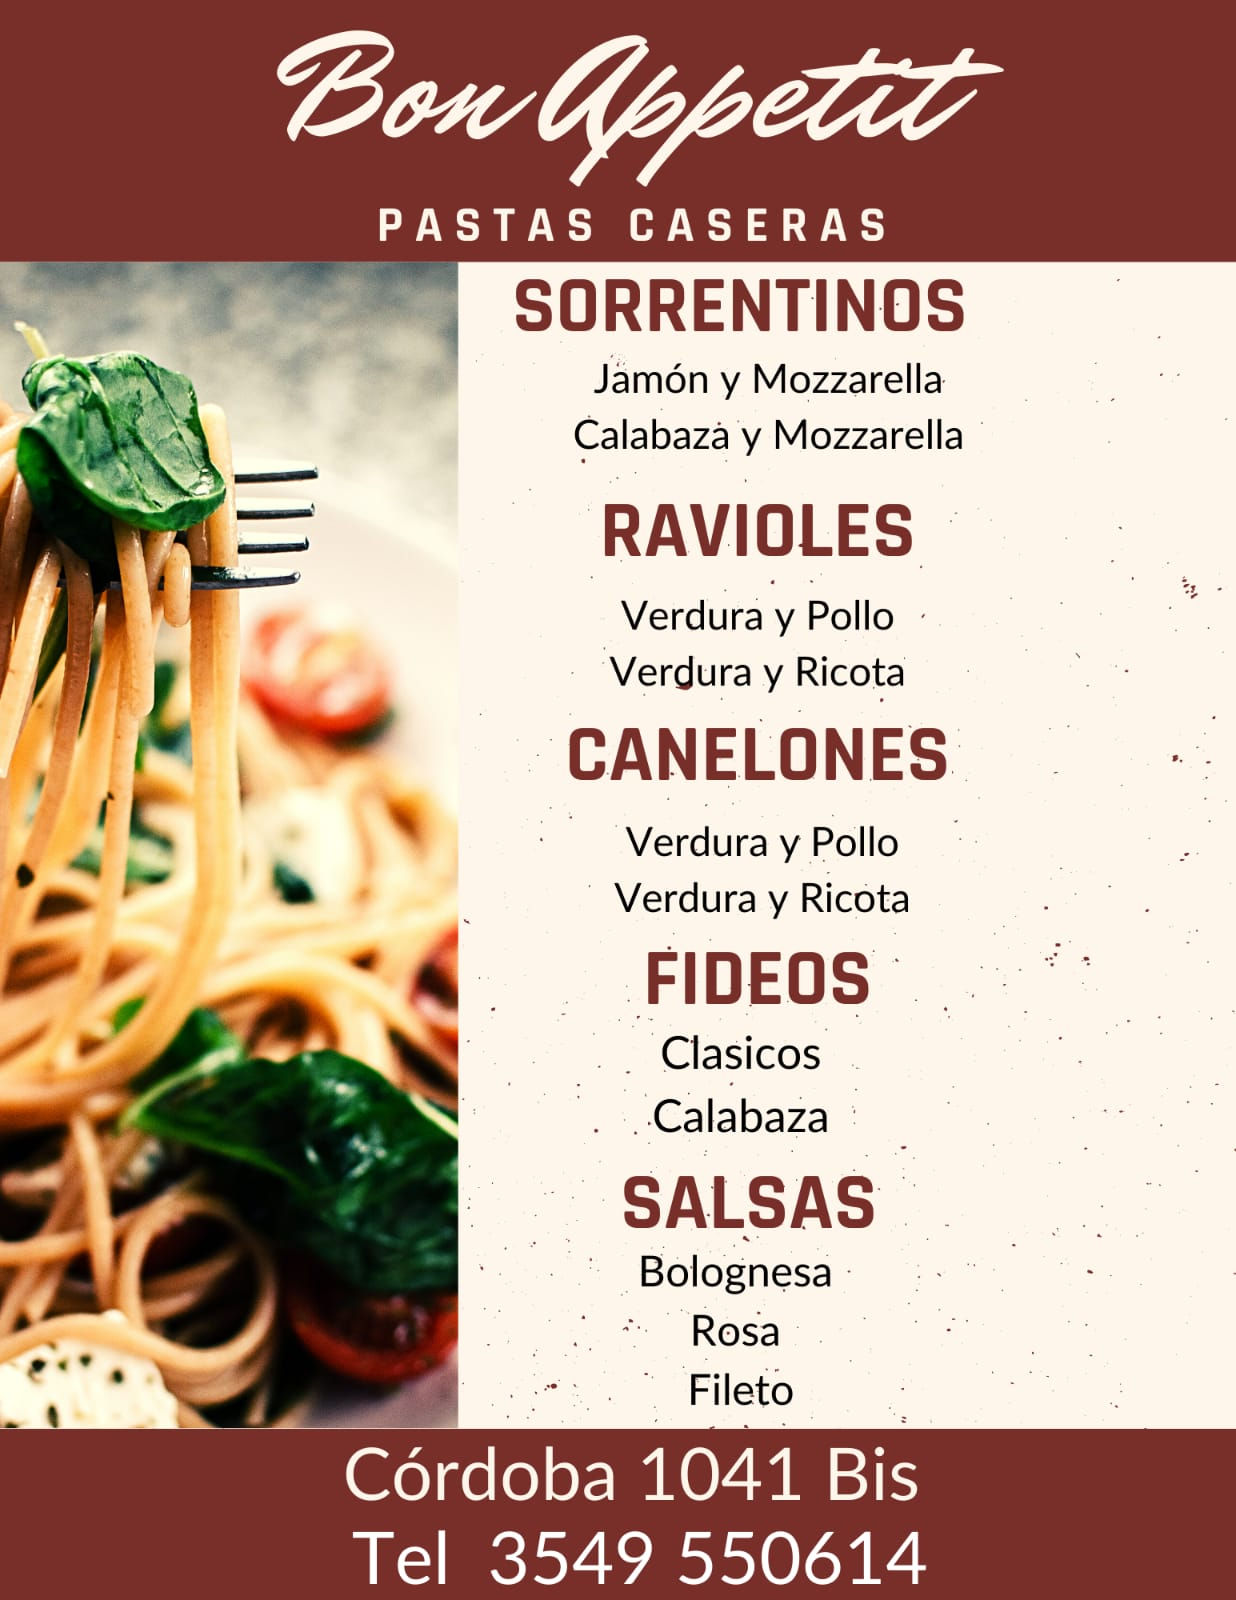 Bon Appetit
PASTAS CASERAS
SORRENTINOS
Jamón y Mozzarella
Calabaza y Mozzarella
RAVIOLES
Verdura y Pollo
Verdura y Ricota
CANELONES
Verdura y Pollo
Verdura y Ricota
FIDEOS
Clasicos
Calabaza
SALSAS
Bolognesa
Rosa
Fileto
Córdoba 1041 Bis
Tel 3549 550614